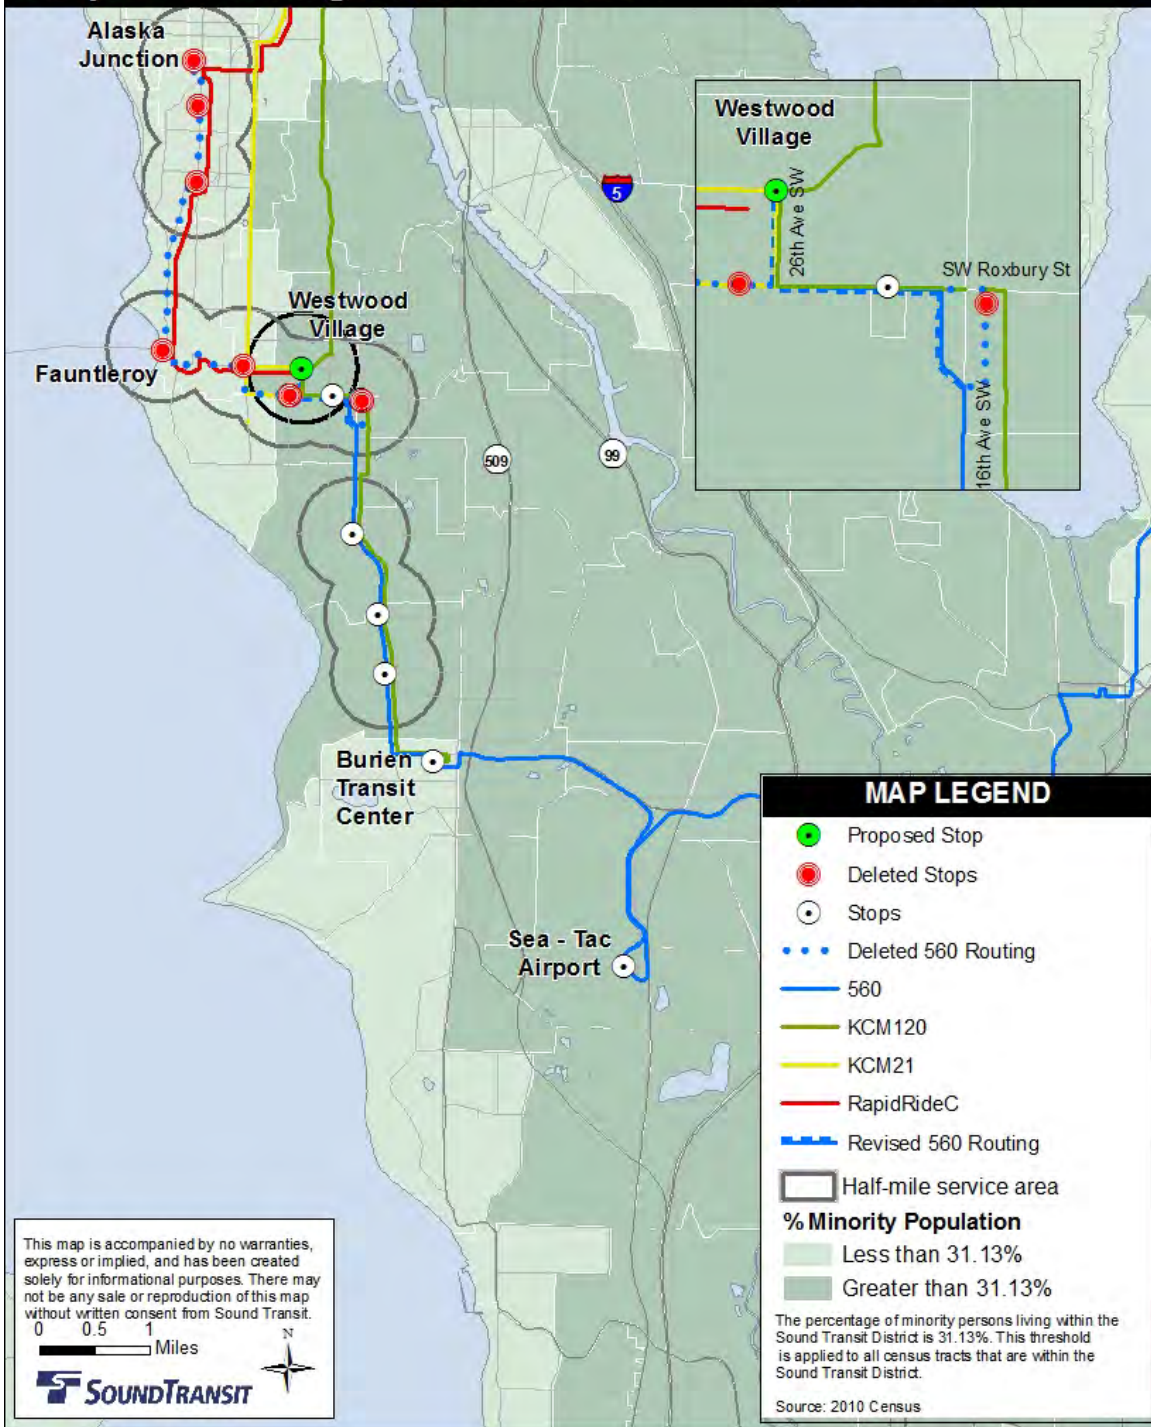 Alaska
Junction
Westwood
Village
26th Ave SW
SW Roxbury St
16th Ave SW
5
Westwood
Village
Fauntleroy
509
99
Burien
Transit
Center
Sea - Tac
Airport
MAP LEGEND
Proposed Stop
Deleted Stops
Stops
Deleted 560 Routing
560
KCM120
KCM21
RapidRideC
Revised 560 Routing
Half-mile service area
% Minority Population
Less than 31.13%
Greater than 31.13%
The percentage of minority persons living within the
Sound Transit District is 31.13%. This threshold
is applied to all census tracts that are within the
Sound Transit District.
Source: 2010 Census
This map is accompanied by no warranties,
express or implied, and has been created
solely for informational purposes. There may
not be any sale or reproduction of this map
without written consent from Sound Transit.
0 0.5 1
Miles
N
SOUNDTRANSIT